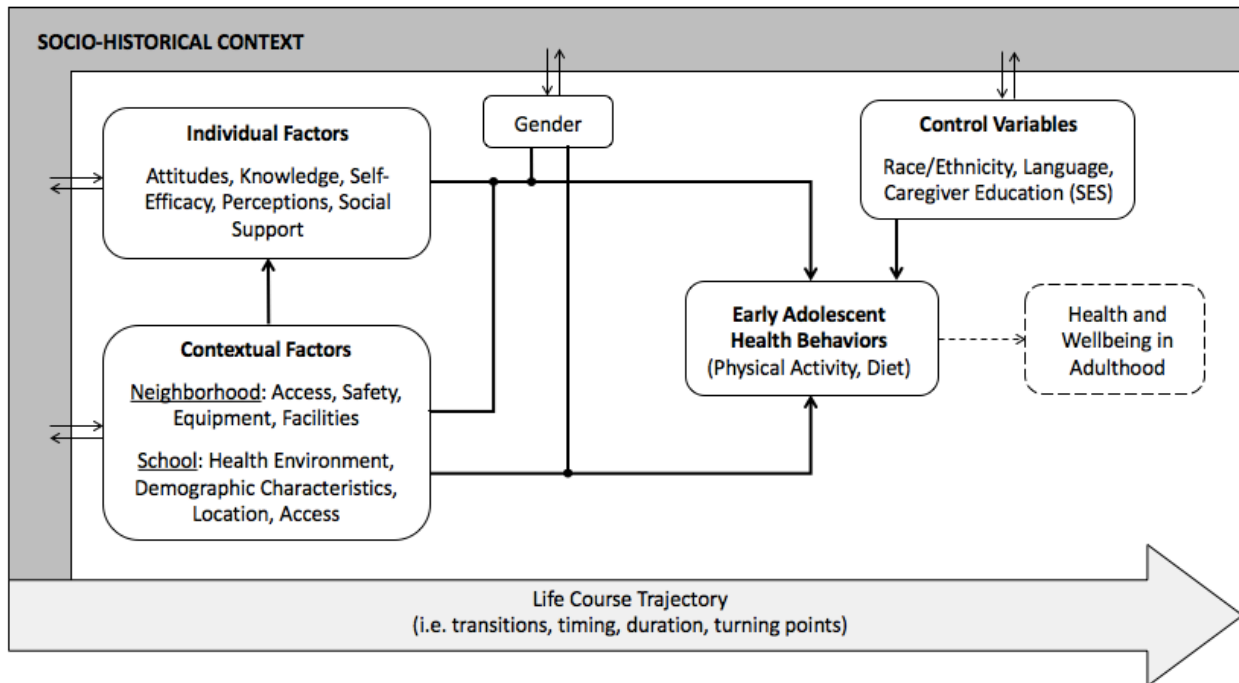 SOCIO-HISTORICAL CONTEXT
Individual Factors
Attitudes, Knowledge, Self-
Efficacy, Perceptions, Social
Support
Gender
Control Variables
Race/Ethnicity, Language,
Caregiver Education (SES)
Contextual Factors
Neighborhood: Access, Safety,
Equipment, Facilities
School: Health Environment,
Demographic Characteristics,
Location, Access
Early Adolescent
Health Behaviors
(Physical Activity, Diet)
Health and
Wellbeing in
Adulthood
Life Course Trajectory
(i.e. transitions, timing, duration, turning points)